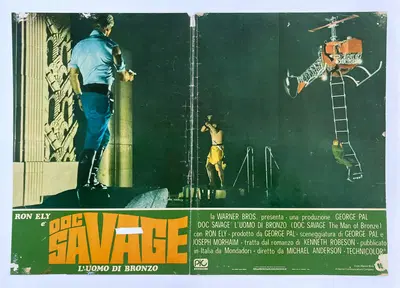 RON ELY
è DOC
SAVAGE
L'UOMO DI BRONZO
la WARNER BROS. presenta · una produzione GEORGE PAL
DOC SAVAGE L'UOMO DI BRONZO · (DOC SAVAGE The Man of Bronze)
con RON ELY · prodotto da GEORGE PAL · sceneggiatura di GEORGE PAL e
JOSEPH MORHAIM · tratta dal romanzo di KENNETH ROBESON · pubblicato
in Italia da Mondadori · diretto da MICHAEL ANDERSON · TECHNICOLOR
PIC